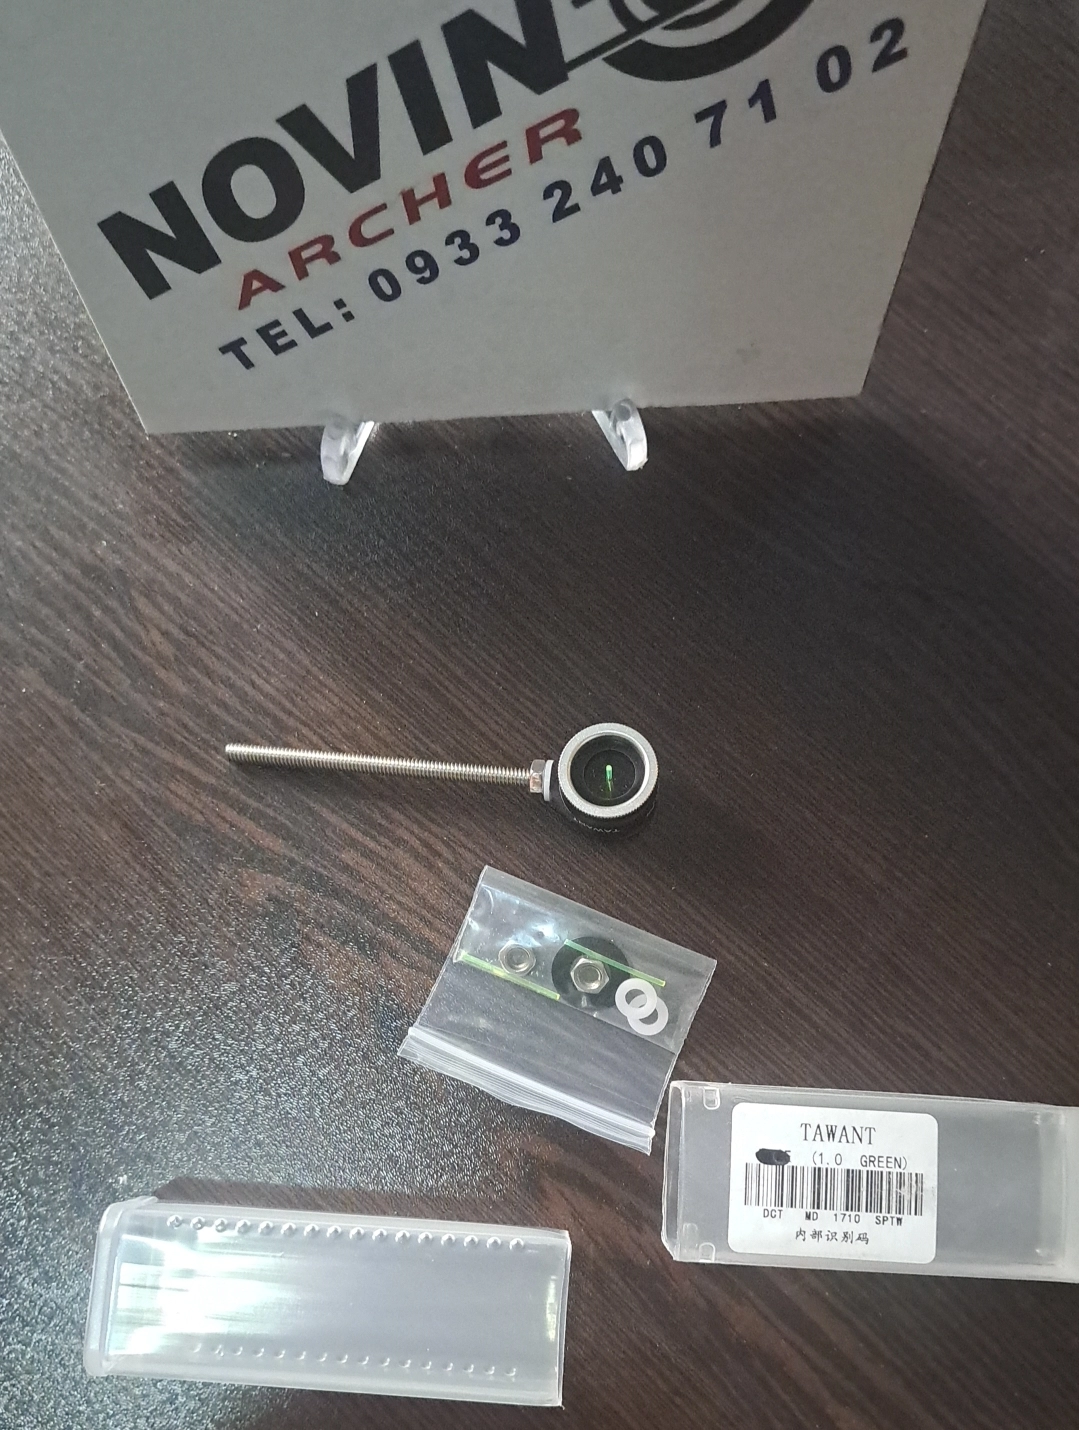 NOVIN
ARCHER
TEL: 0933 240 71 02
TAWANT
TAWANT
(1.0 GREEN)
DCT MD 1710 SPTW
内部识别码